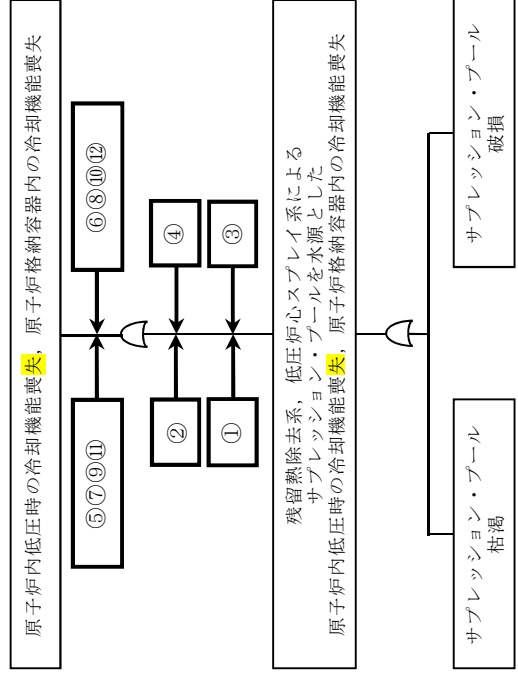 原子炉内低圧時の冷却機能喪失,原子炉格納容器内の冷却機能喪失
⑤⑦⑨⑪
⑥⑧⑩⑫
②
④
①
③
残留熱除去系,低圧炉心スプレイ系による
サプレッション・プールを水源とした
原子炉内低圧時の冷却機能喪失,原子炉格納容器内の冷却機能喪失
サプレッション・プール
枯渇
サプレッション・プール
破損